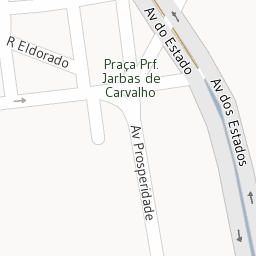 Av do Estado
R Eldorado
Praça Prf.
Jarbas de
Carvalho
Av dos Estados
Av Prosperidade